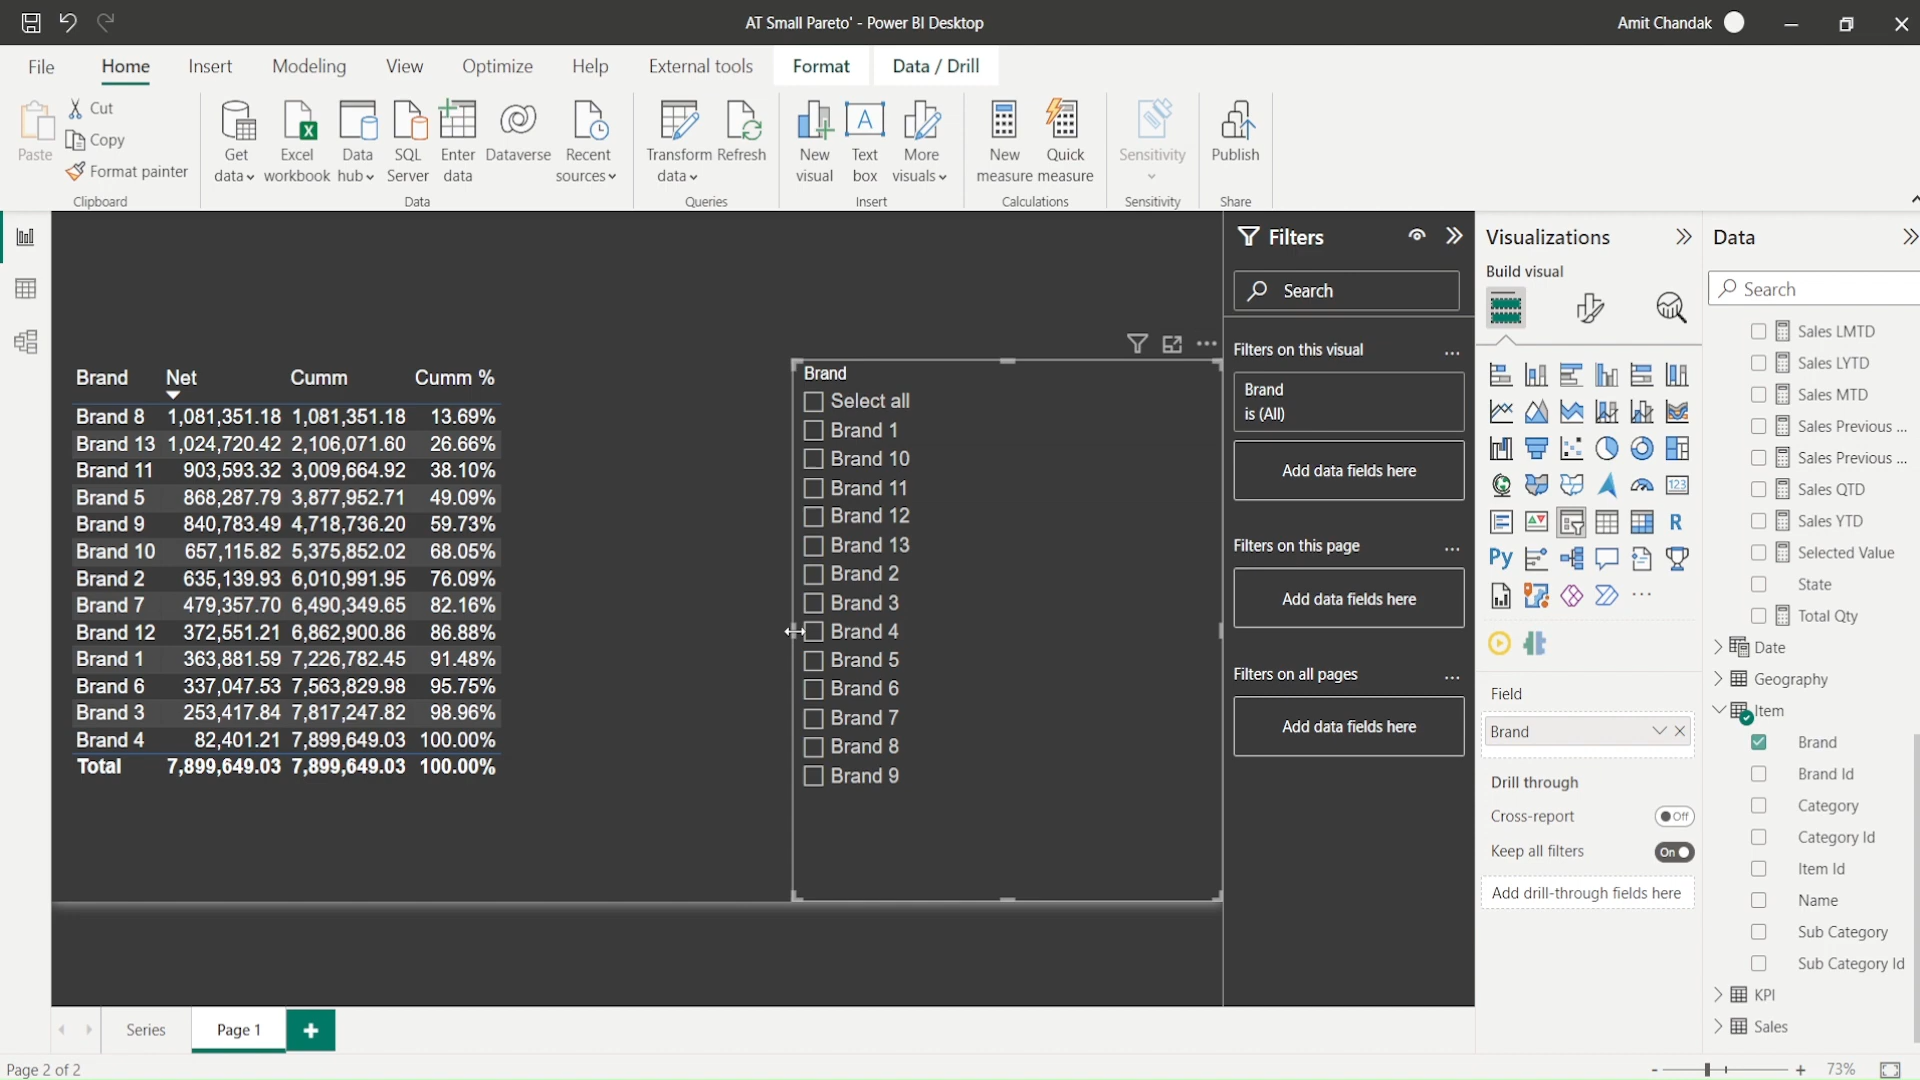 AT Small Pareto' - Power BI Desktop
Amit Chandak
File Home Insert Modeling View Optimize Help External tools Format Data / Drill
Paste
Cut
Copy
Format painter
Clipboard
Get data
Excel workbook
Data hub
SQL Server
Enter data
Dataverse
Recent sources
Data
Transform data
Refresh
Queries
New visual
Text box
More visuals
Insert
New measure
Quick measure
Calculations
Sensitivity
Sensitivity
Publish
Share
Brand Net Cumm Cumm %
Brand 8 1,081,351.18 1,081,351.18 13.69%
Brand 13 1,024,720.42 2,106,071.60 26.66%
Brand 11 903,593.32 3,009,664.92 38.10%
Brand 5 868,287.79 3,877,952.71 49.09%
Brand 9 840,783.49 4,718,736.20 59.73%
Brand 10 657,115.82 5,375,852.02 68.05%
Brand 2 635,139.93 6,010,991.95 76.09%
Brand 7 479,357.70 6,490,349.65 82.16%
Brand 12 372,551.21 6,862,900.86 86.88%
Brand 1 363,881.59 7,226,782.45 91.48%
Brand 6 337,047.53 7,563,829.98 95.75%
Brand 3 253,417.84 7,817,247.82 98.96%
Brand 4 82,401.21 7,899,649.03 100.00%
Total 7,899,649.03 7,899,649.03 100.00%
Brand
Select all
Brand 1
Brand 10
Brand 11
Brand 12
Brand 13
Brand 2
Brand 3
Brand 4
Brand 5
Brand 6
Brand 7
Brand 8
Brand 9
Filters
Search
Filters on this visual ...
Brand
is (All)
Add data fields here
Filters on this page ...
Add data fields here
Filters on all pages ...
Add data fields here
Visualizations
Build visual
123
R
Py
...
Field
Brand
Drill through
Cross-report Off
Keep all filters On
Add drill-through fields here
Data
Search
Sales LMTD
Sales LYTD
Sales MTD
Sales Previous ...
Sales Previous ...
Sales QTD
Sales YTD
Selected Value
State
Total Qty
Date
Geography
Item
Brand
Brand Id
Category
Category Id
Item Id
Name
Sub Category
Sub Category Id
KPI
Sales
Series Page 1 +
Page 2 of 2
- + 73%